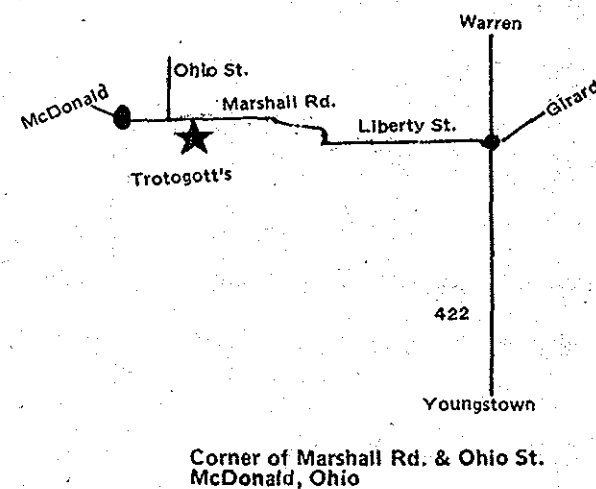 Warren
Ohio St.
McDonald
Marshall Rd.
Girard
Liberty St.
Trotogott's
422
Youngstown
Corner of Marshall Rd. & Ohio St.
McDonald, Ohio